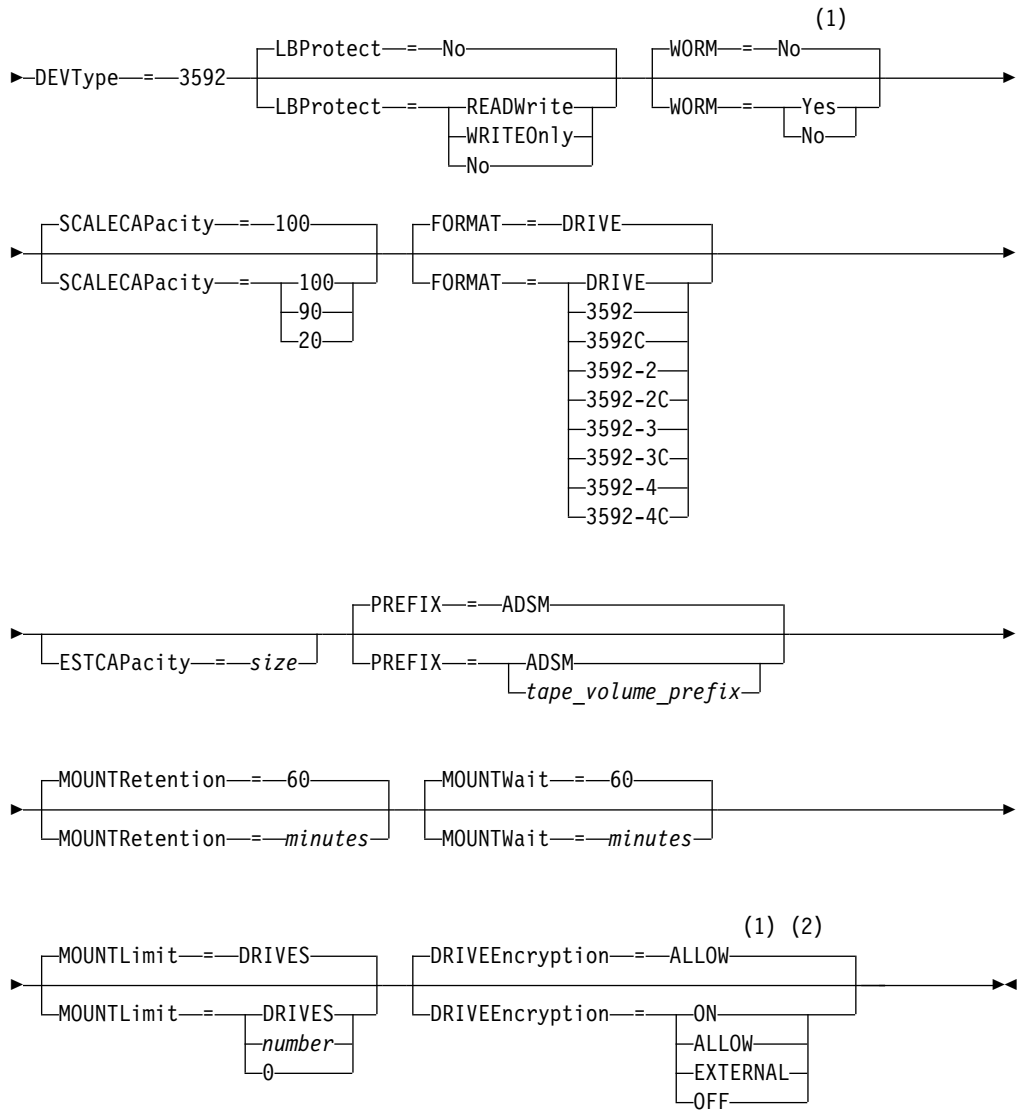 (1)
LBProtect = No WORM = No
DEVType = 3592
LBProtect = READWrite WORM = Yes
WRITEOnly No
No
SCALECAPacity = 100 FORMAT = DRIVE
SCALECAPacity = 100 FORMAT = DRIVE
90 3592
20 3592C
3592-2
3592-2C
3592-3
3592-3C
3592-4
3592-4C
PREFIX = ADSM
ESTCAPacity = size PREFIX = ADSM
tape_volume_prefix
MOUNTRetention = 60 MOUNTWait = 60
MOUNTRetention = minutes MOUNTWait = minutes
(1) (2)
MOUNTLimit = DRIVES DRIVEEncryption = ALLOW
MOUNTLimit = DRIVES DRIVEEncryption = ON
number ALLOW
0 EXTERNAL
OFF